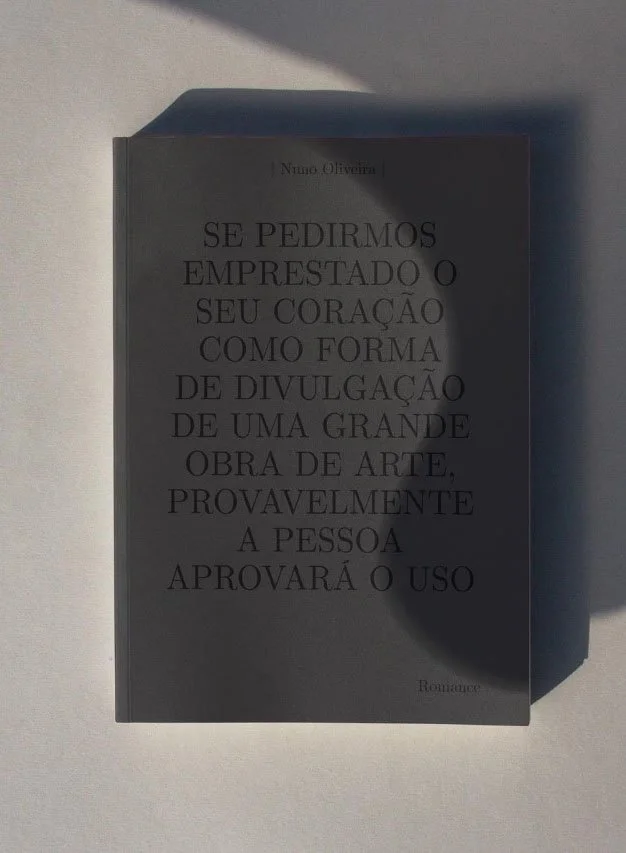 | Nuno Oliveira |
SE PEDIRMOS
EMPRESTADO O
SEU CORAÇÃO
COMO FORMA
DE DIVULGAÇÃO
DE UMA GRANDE
OBRA DE ARTE,
PROVAVELMENTE
A PESSOA
APROVARÁ O USO
Romance